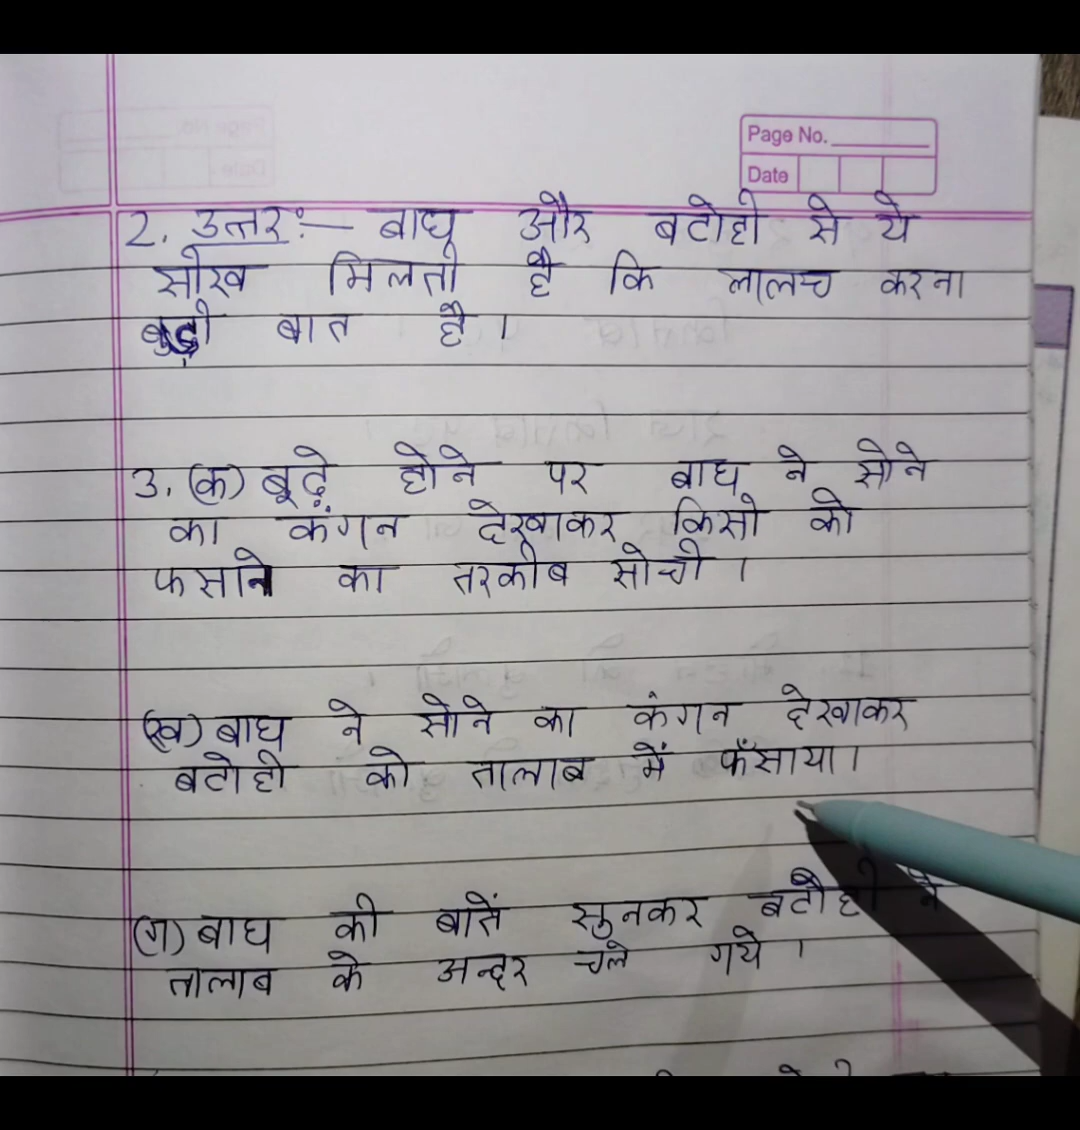 Page No.
Date
2. उत्तर:- बाघ और बटोही से ये
सीख मिलती है कि लालच करना
बात है।
3. (क) बूढ़े होने पर बाघ ने सोने
का कंगन देखाकर किसी को
फसाने का तरकीब सोची।
(ख) बाघ ने सोने का कंगन देखाकर
बटोही को तालाब में फँसाया।
(ग) बाघ की बातें सुनकर बटोही ने
तालाब के अन्दर चले गये।